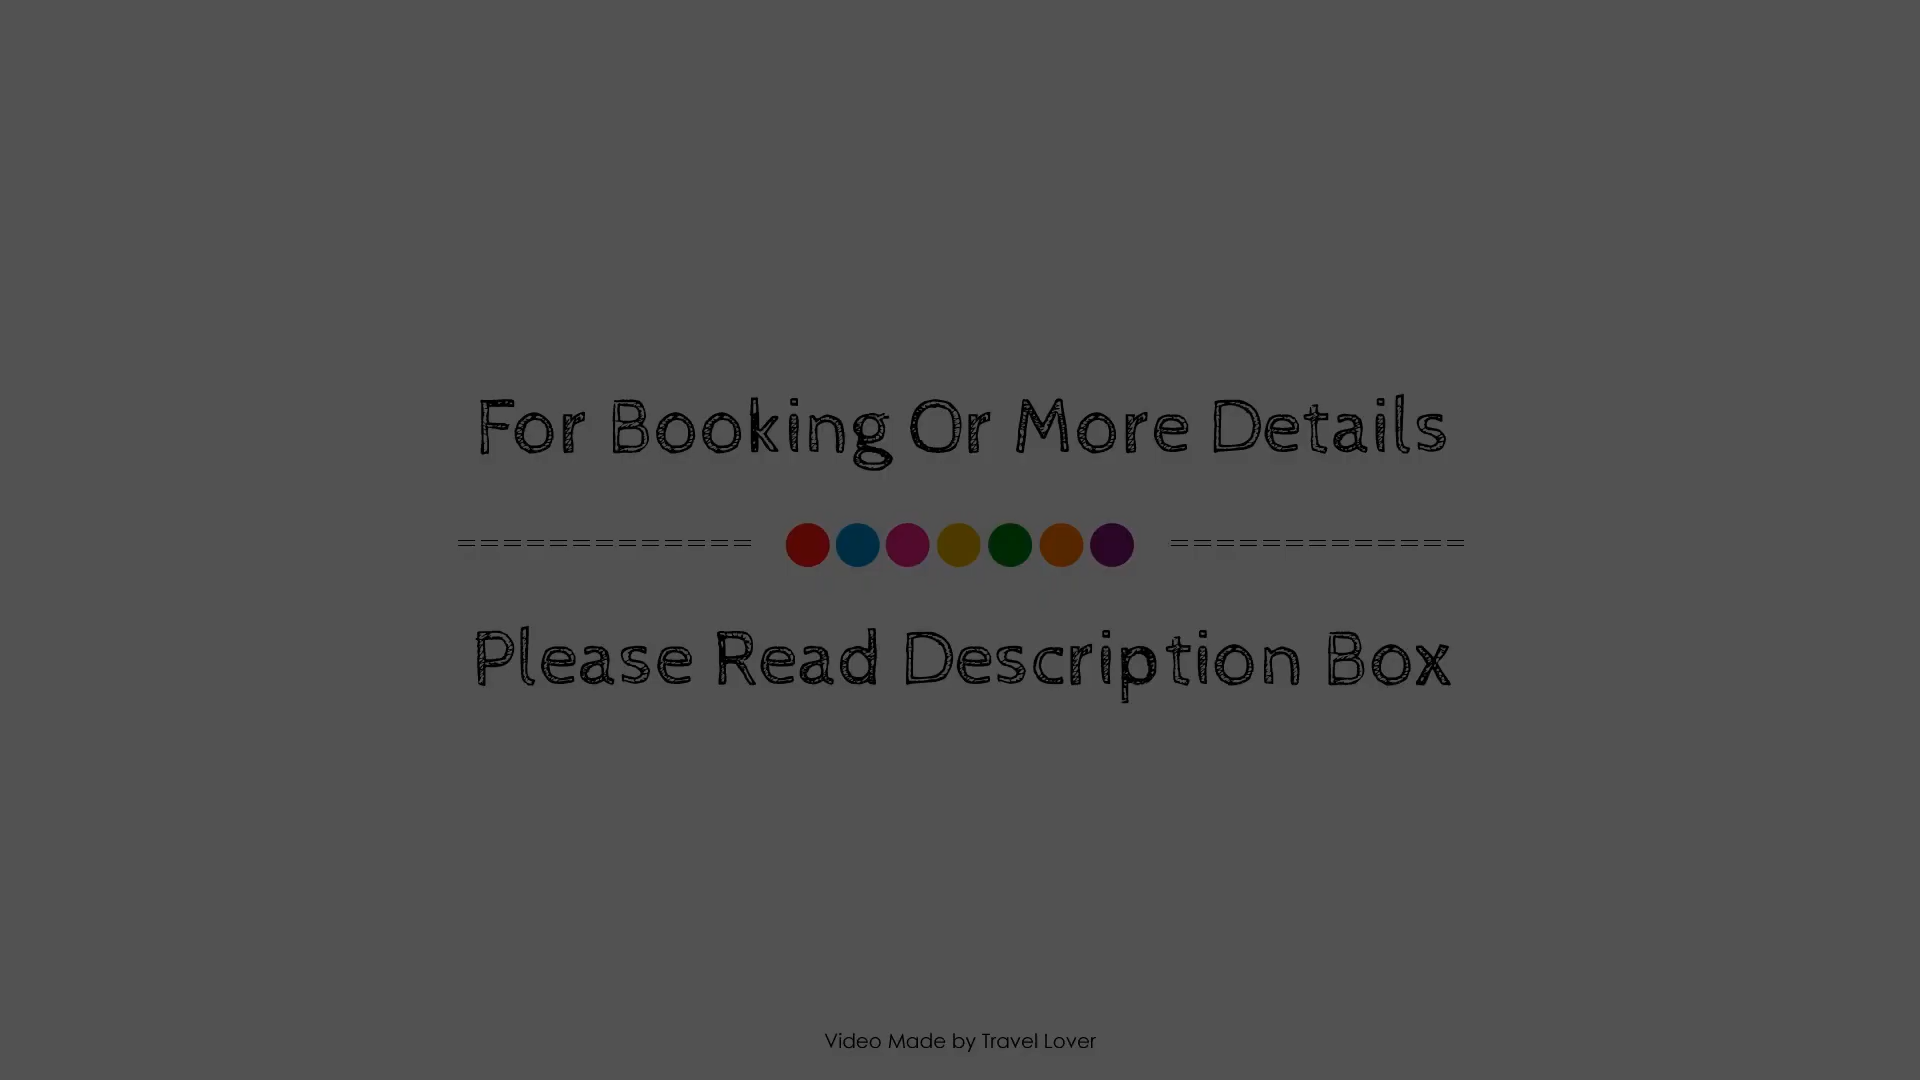 For Booking Or More Details
============= =============
Please Read Description Box
Video Made by Travel Lover